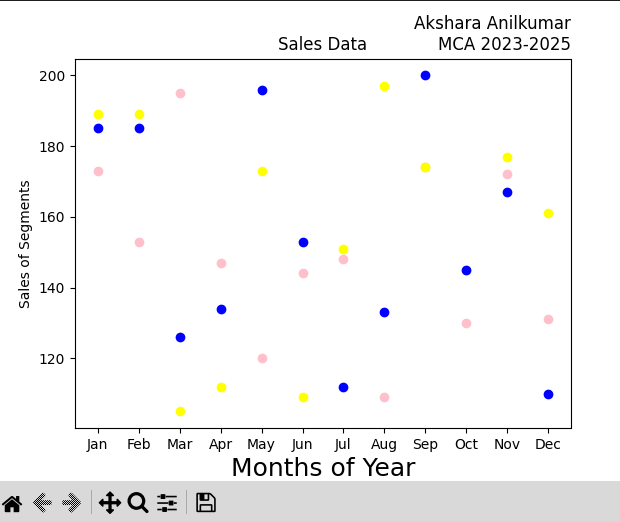 Akshara Anilkumar
Sales Data MCA 2023-2025
200
180
160
140
120
Sales of Segments
Jan Feb Mar Apr May Jun Jul Aug Sep Oct Nov Dec
Months of Year